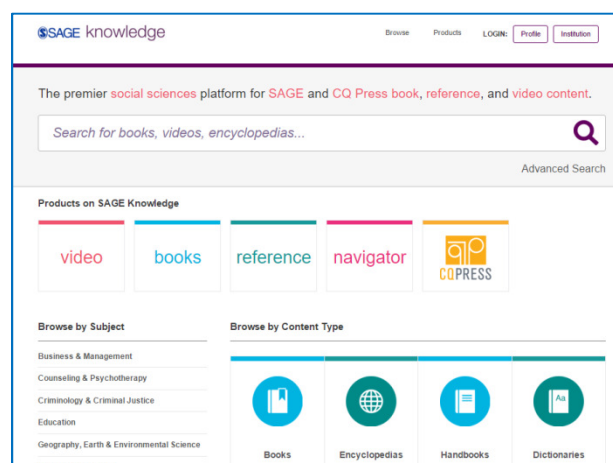 SAGE knowledge
Browse Products LOGIN: Profile Institution
The premier social sciences platform for SAGE and CQ Press book, reference, and video content.
Search for books, videos, encyclopedias...
Advanced Search
Products on SAGE Knowledge
video books reference navigator CQPRESS
Browse by Subject
Business & Management
Counseling & Psychotherapy
Criminology & Criminal Justice
Education
Geography, Earth & Environmental Science
Browse by Content Type
Aa
Books Encyclopedias Handbooks Dictionaries